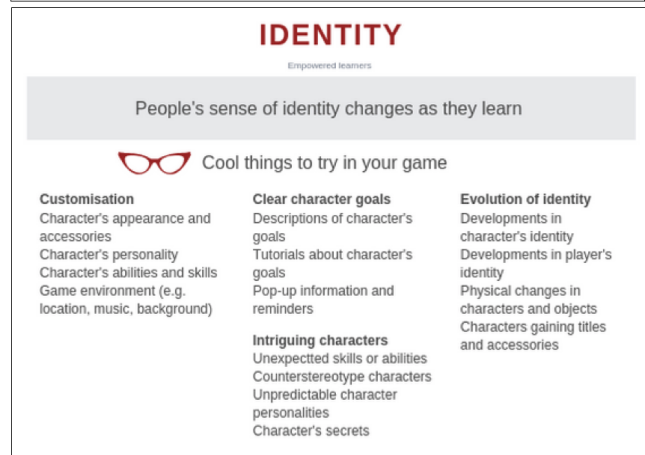 IDENTITY
Empowered learners
People's sense of identity changes as they learn
Cool things to try in your game
Customisation
Character's appearance and
accessories
Character's personality
Character's abilities and skills
Game environment (e.g.
location, music, background)
Clear character goals
Descriptions of character's
goals
Tutorials about character's
goals
Pop-up information and
reminders
Intriguing characters
Unexpectted skills or abilities
Counterstereotype characters
Unpredictable character
personalities
Character's secrets
Evolution of identity
Developments in
character's identity
Developments in player's
identity
Physical changes in
characters and objects
Characters gaining titles
and accessories